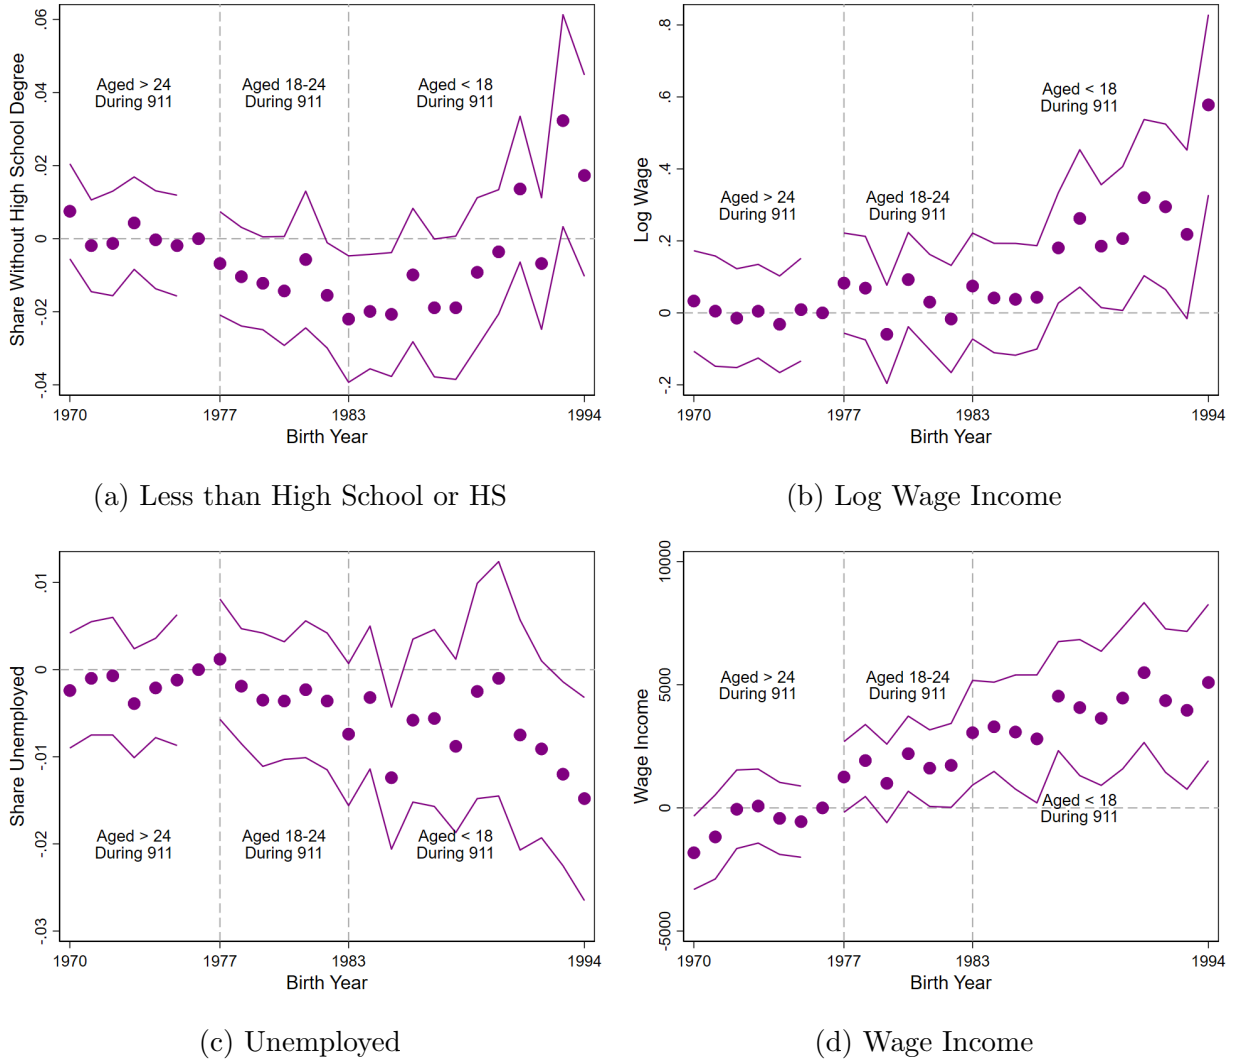 Share Without High School Degree
.06
.04
.02
0
-.02
-.04
Aged > 24
During 911
Aged 18-24
During 911
Aged < 18
During 911
1970
1977
1983
1994
Birth Year
(a) Less than High School or HS
Log Wage
.8
.6
.4
.2
0
-.2
Aged > 24
During 911
Aged 18-24
During 911
Aged < 18
During 911
1970
1977
1983
1994
Birth Year
(b) Log Wage Income
Share Unemployed
.01
0
-.01
-.02
-.03
Aged > 24
During 911
Aged 18-24
During 911
Aged < 18
During 911
1970
1977
1983
1994
Birth Year
(c) Unemployed
Wage Income
10000
5000
0
-5000
Aged > 24
During 911
Aged 18-24
During 911
Aged < 18
During 911
1970
1977
1983
1994
Birth Year
(d) Wage Income